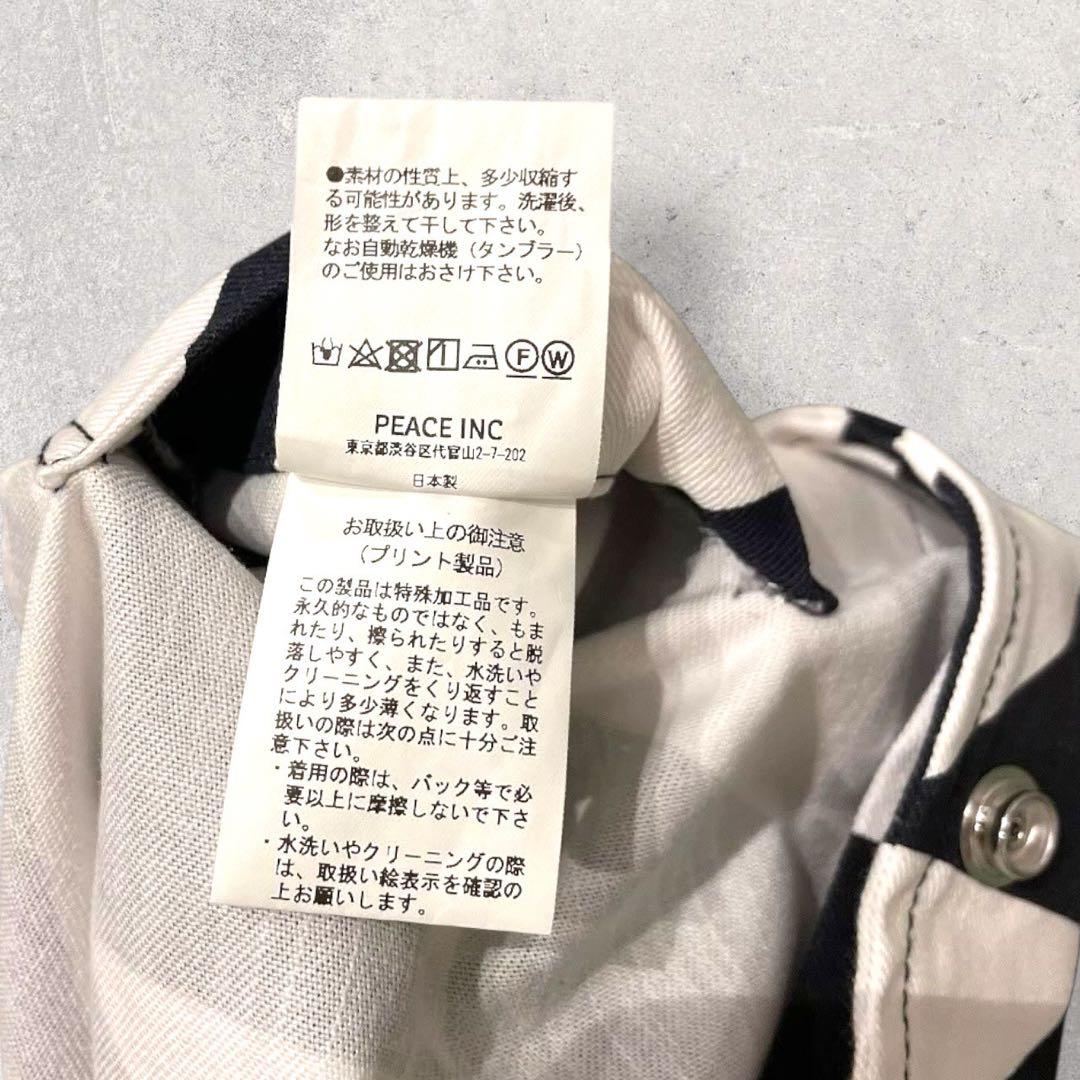 ●素材の性質上、多少収縮す
る可能性があります。洗濯後、
形を整えて干して下さい。
なお自動乾燥機（タンブラー）
のご使用はおさけ下さい。
F W
PEACE INC
東京都渋谷区代官山2-7-202
日本製
お取扱い上の御注意
（プリント製品）
この製品は特殊加工品です。
永久的なものではなく、もま
れたり、擦られたりすると脱
落しやすく、また、水洗いや
クリーニングをくり返すこと
により多少薄くなります。取
扱いの際は次の点に十分ご注
意下さい。
・着用の際は、バック等で必
要以上に摩擦しないで下さ
い。
・水洗いやクリーニングの際
は、取扱い絵表示を確認の
上お願いします。